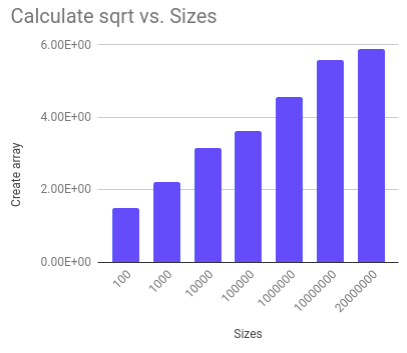 Calculate sqrt vs. Sizes
6.00E+00
4.00E+00
2.00E+00
0.00E+00
Create array
100
1000
10000
100000
1000000
10000000
20000000
Sizes